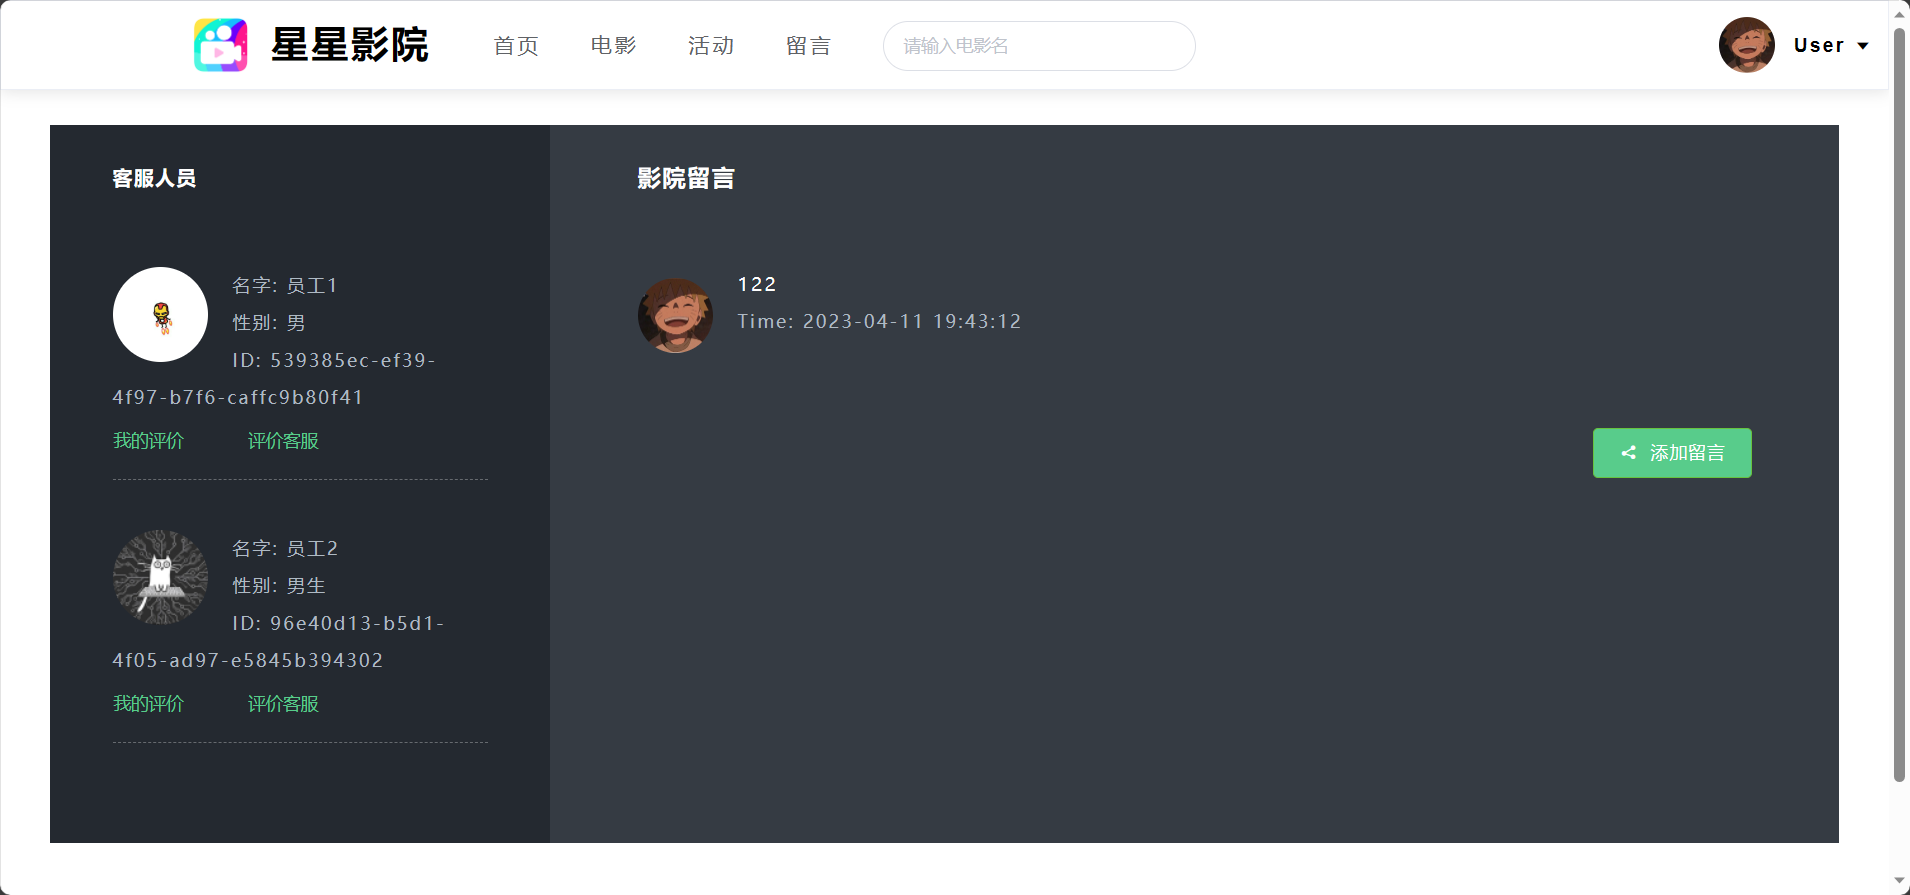 星星影院
首页
电影
活动
留言
请输入电影名
User
客服人员
名字: 员工1
性别: 男
ID: 539385ec-ef39-
4f97-b7f6-caffc9b80f41
我的评价
评价客服
名字: 员工2
性别: 男生
ID: 96e40d13-b5d1-
4f05-ad97-e5845b394302
我的评价
评价客服
影院留言
122
Time: 2023-04-11 19:43:12
添加留言